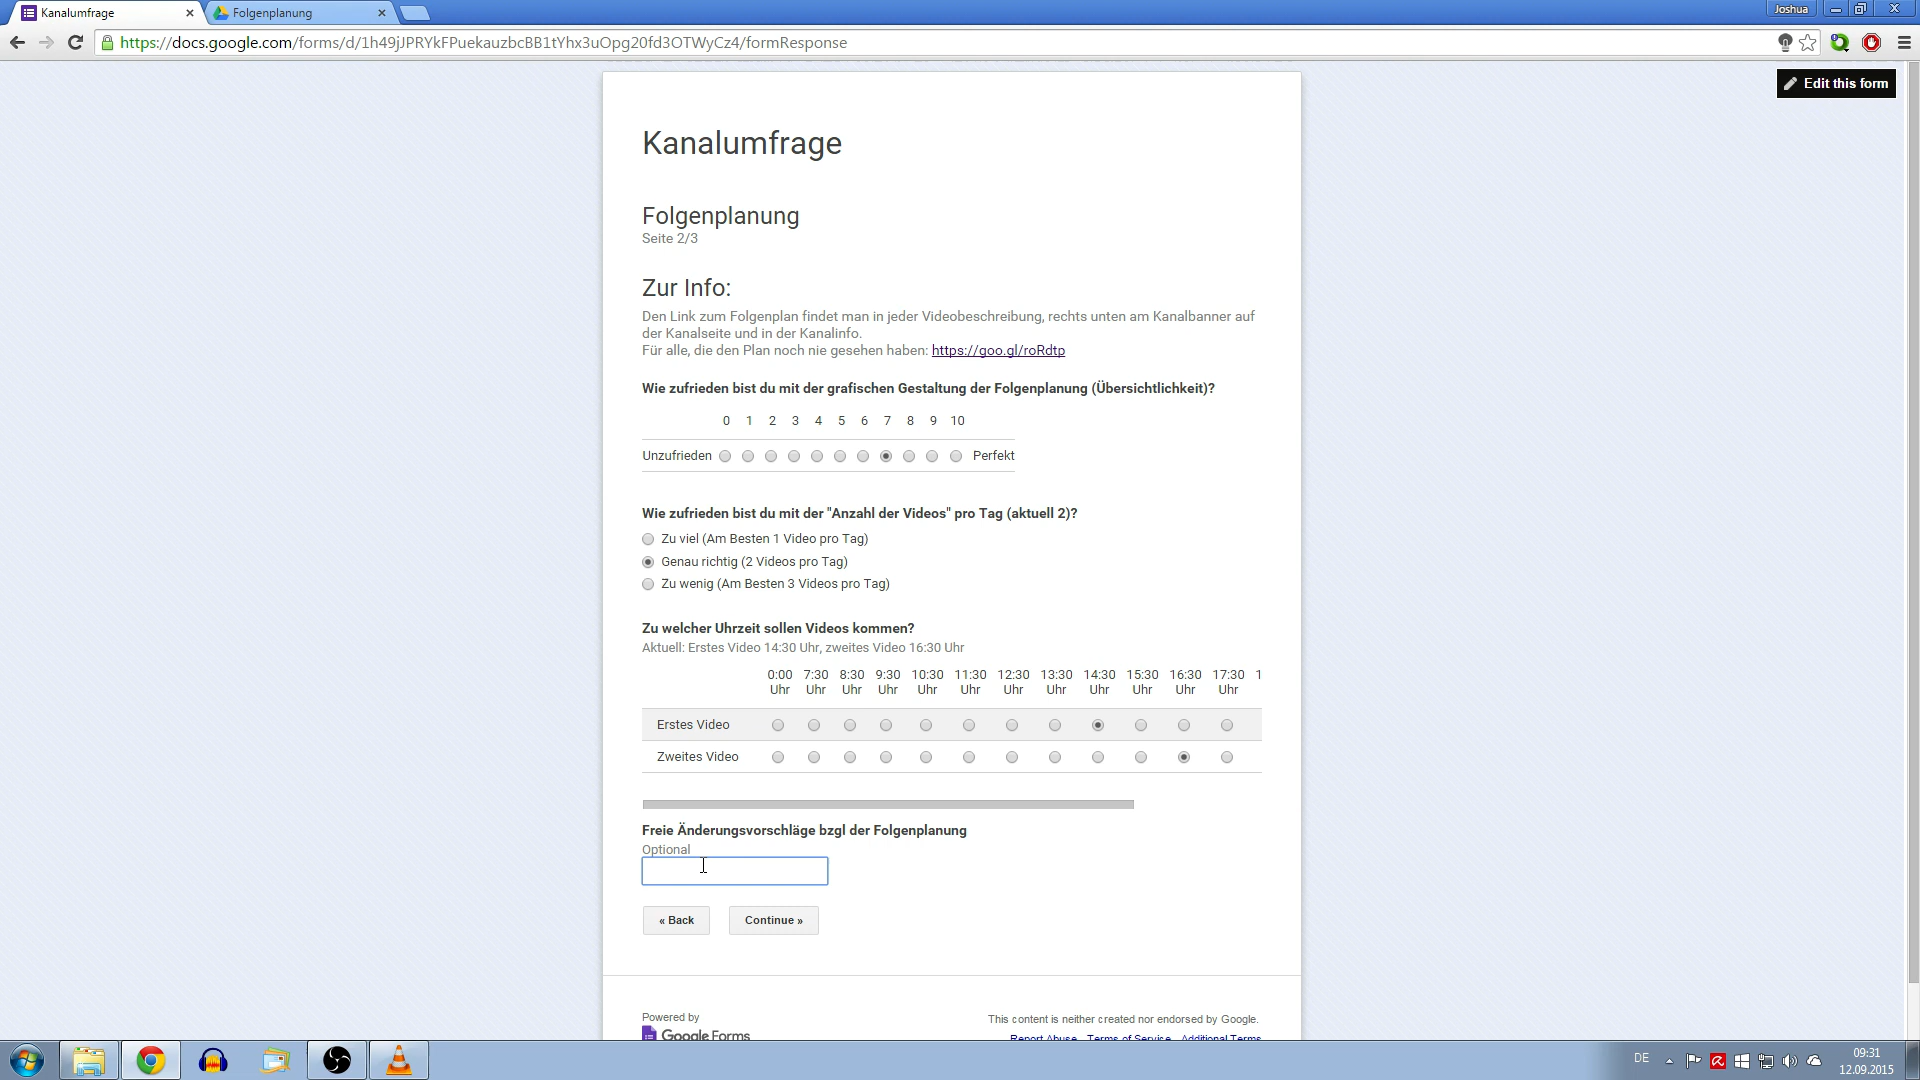 Kanalumfrage
Folgenplanung
Joshua
https://docs.google.com/forms/d/1h49jJPRYkFPuekauzbcBB1tYhx3uOpg20fd3OTWyCz4/formResponse
Edit this form
Kanalumfrage
Folgenplanung
Seite 2/3
Zur Info:
Den Link zum Folgenplan findet man in jeder Videobeschreibung, rechts unten am Kanalbanner auf
der Kanalseite und in der Kanalinfo.
Für alle, die den Plan noch nie gesehen haben: https://goo.gl/roRdtp
Wie zufrieden bist du mit der grafischen Gestaltung der Folgenplanung (Übersichtlichkeit)?
0 1 2 3 4 5 6 7 8 9 10
Unzufrieden Perfekt
Wie zufrieden bist du mit der "Anzahl der Videos" pro Tag (aktuell 2)?
Zu viel (Am Besten 1 Video pro Tag)
Genau richtig (2 Videos pro Tag)
Zu wenig (Am Besten 3 Videos pro Tag)
Zu welcher Uhrzeit sollen Videos kommen?
Aktuell: Erstes Video 14:30 Uhr, zweites Video 16:30 Uhr
0:00 7:30 8:30 9:30 10:30 11:30 12:30 13:30 14:30 15:30 16:30 17:30 1
Uhr Uhr Uhr Uhr Uhr Uhr Uhr Uhr Uhr Uhr Uhr Uhr
Erstes Video
Zweites Video
Freie Änderungsvorschläge bzgl der Folgenplanung
Optional
« Back Continue »
Powered by
Google Forms
This content is neither created nor endorsed by Google.
Report Abuse - Terms of Service - Additional Terms
DE
09:31
12.09.2015